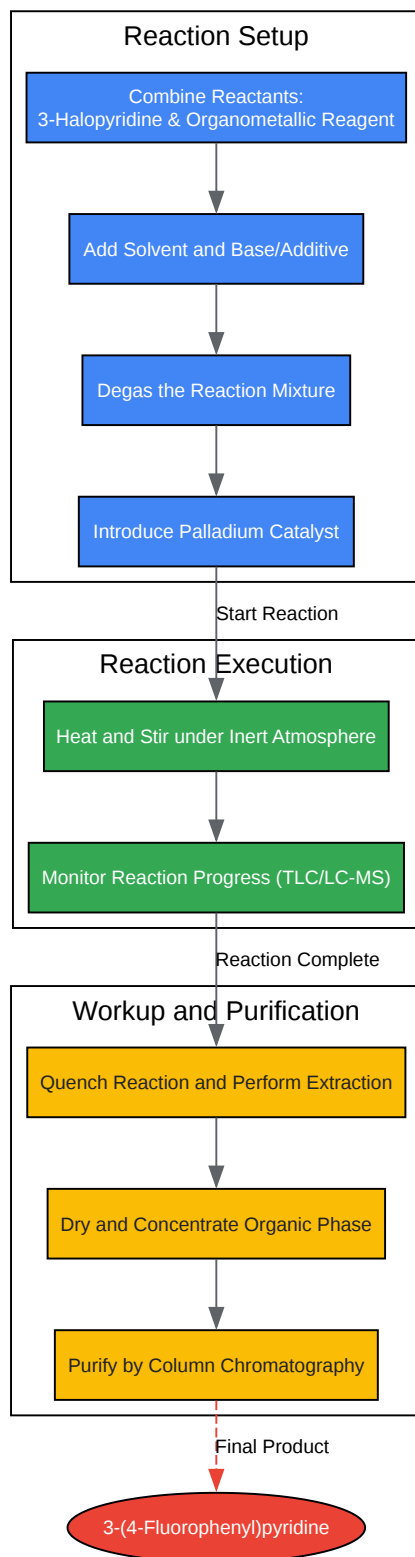 Reaction Setup
Combine Reactants:
3-Halopyridine & Organometallic Reagent
Add Solvent and Base/Additive
Degas the Reaction Mixture
Introduce Palladium Catalyst
Start Reaction
Reaction Execution
Heat and Stir under Inert Atmosphere
Monitor Reaction Progress (TLC/LC-MS)
Reaction Complete
Workup and Purification
Quench Reaction and Perform Extraction
Dry and Concentrate Organic Phase
Purify by Column Chromatography
Final Product
3-(4-Fluorophenyl)pyridine